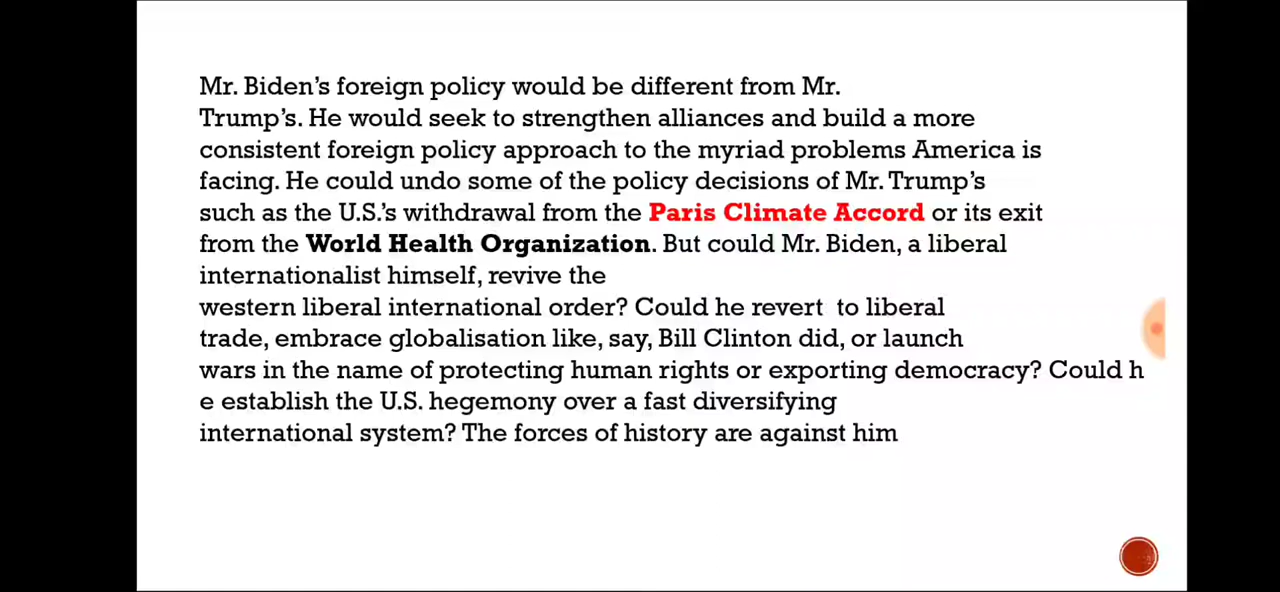 Mr. Biden's foreign policy would be different from Mr.
Trump's. He would seek to strengthen alliances and build a more
consistent foreign policy approach to the myriad problems America is
facing. He could undo some of the policy decisions of Mr. Trump's
such as the U.S.'s withdrawal from the Paris Climate Accord or its exit
from the World Health Organization. But could Mr. Biden, a liberal
internationalist himself, revive the
western liberal international order? Could he revert  to liberal
trade, embrace globalisation like, say, Bill Clinton did, or launch
wars in the name of protecting human rights or exporting democracy? Could h
e establish the U.S. hegemony over a fast diversifying
international system? The forces of history are against him